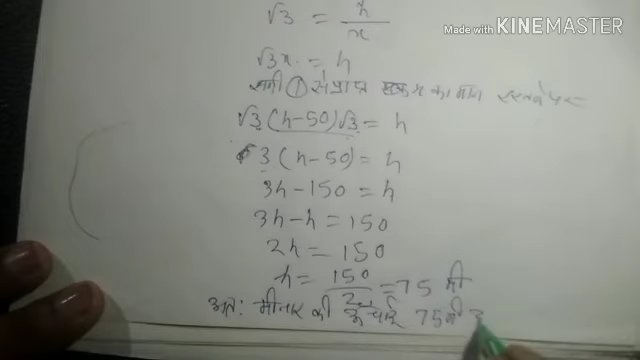 Made with KINEMASTER
√3 = h/x
√3x = h
समी ① से प्राप्त x का मान रखने पर
√3(h-50)√3 = h
3(h-50) = h
3h-150 = h
3h-h = 150
2h = 150
h = 150/2 = 75 मी
अतः मीनार की ऊंचाई 75 मी